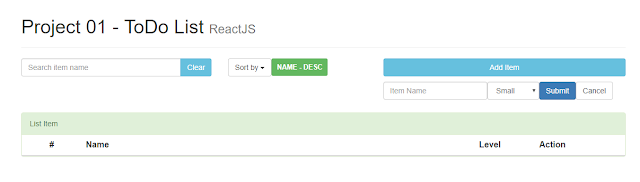 Project 01 - ToDo List ReactJS
Search item name Clear Sort by NAME - DESC Add Item
Item Name Small Submit Cancel
List Item
# Name Level Action